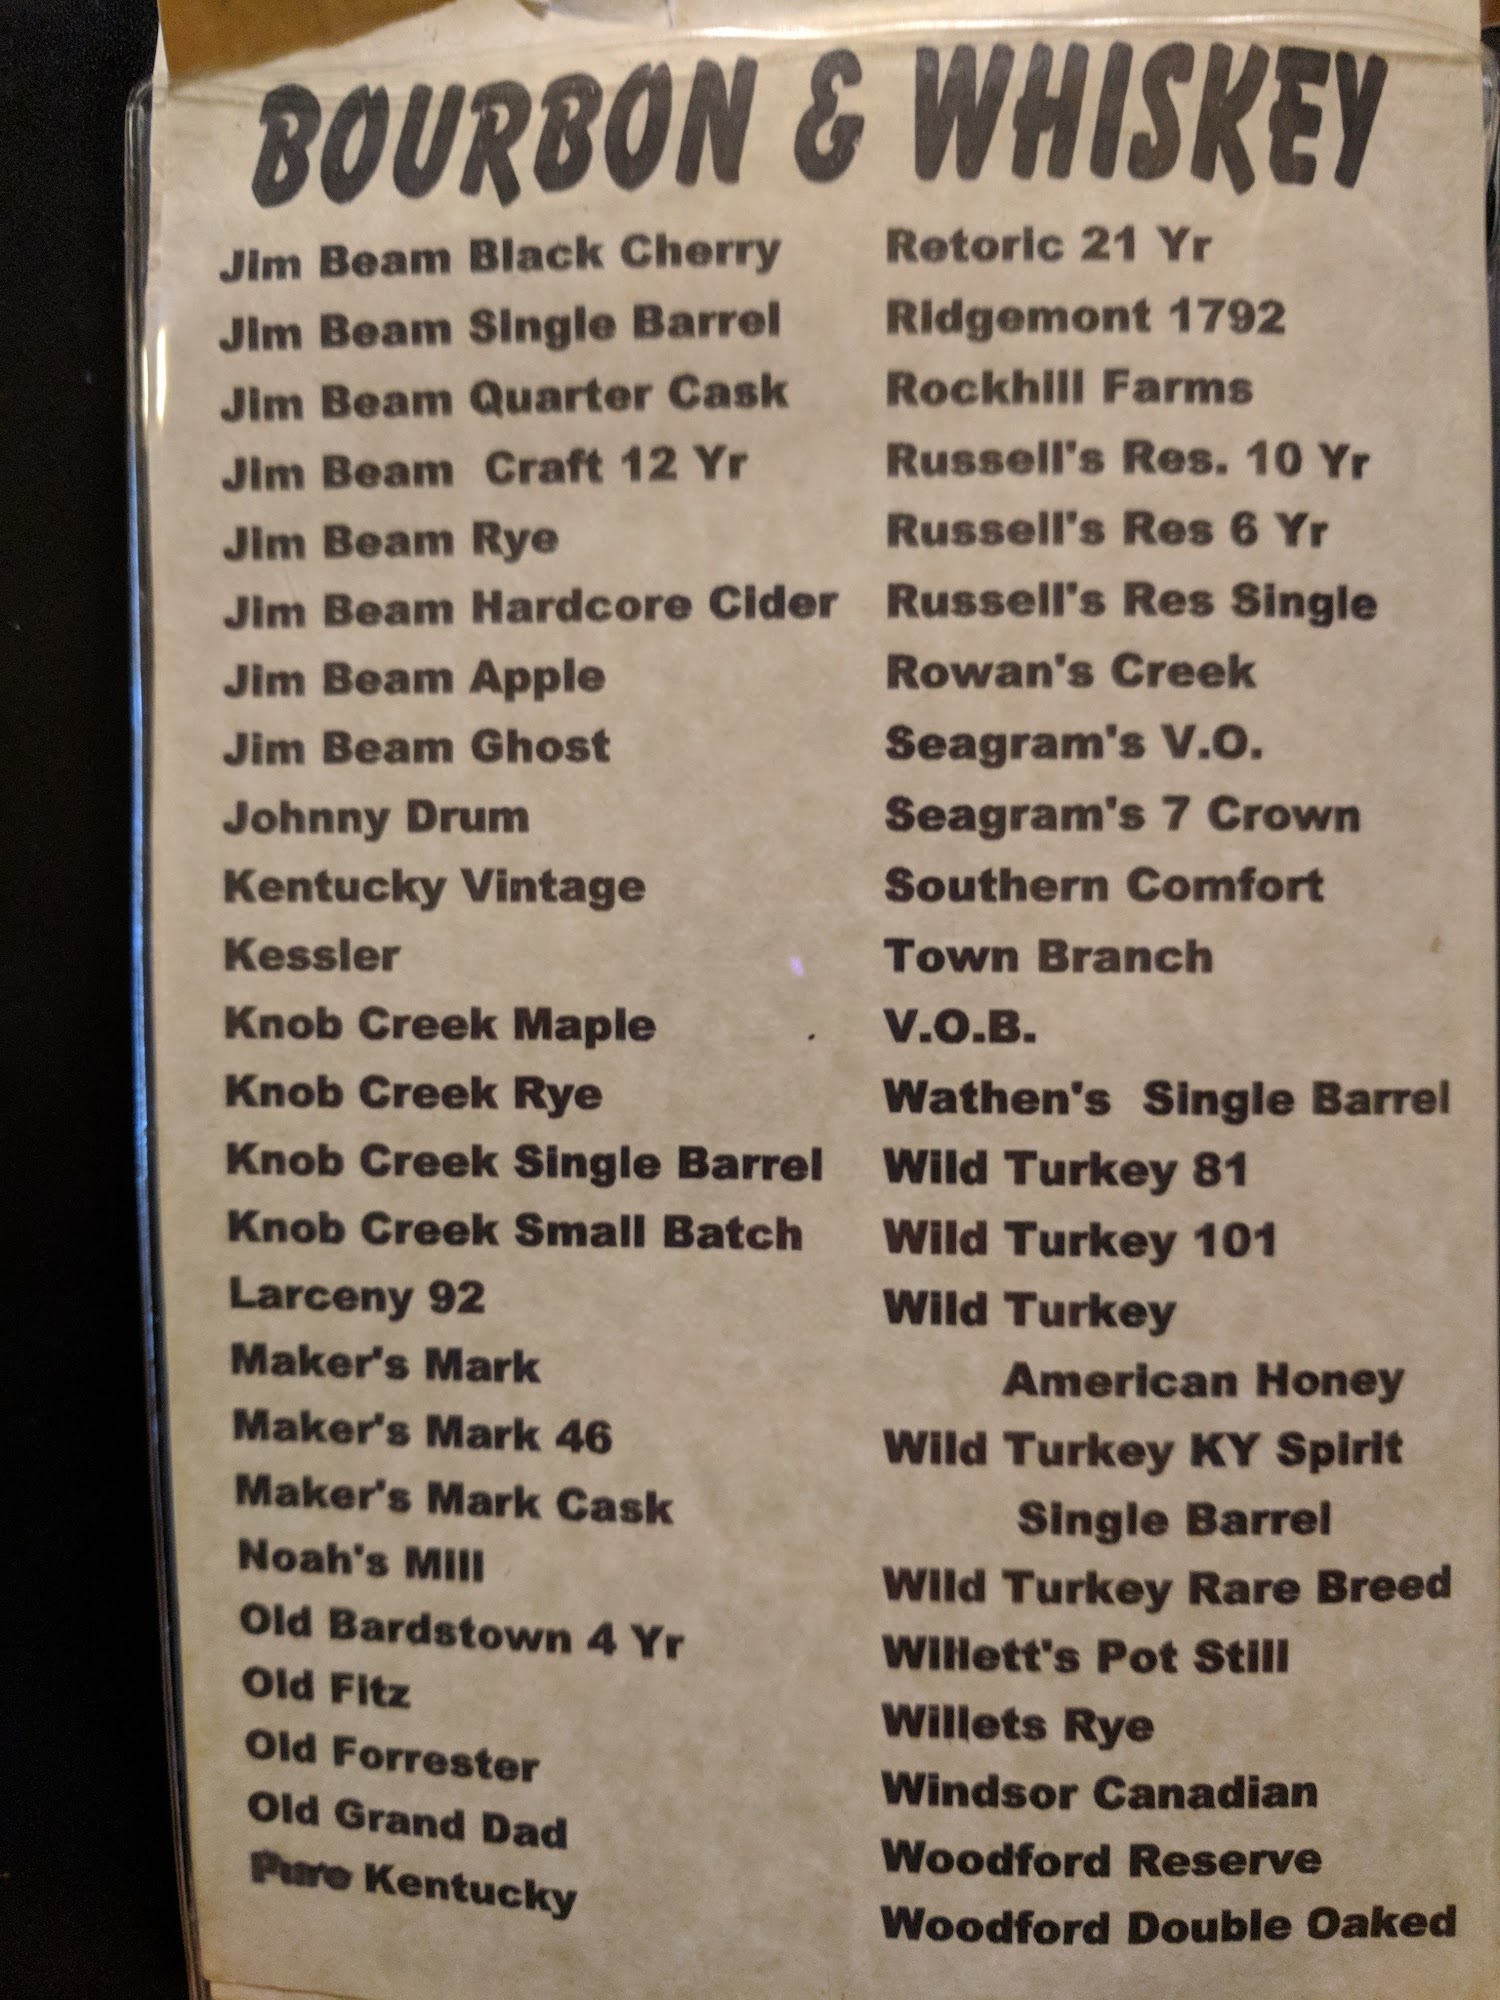 BOURBON & WHISKEY
Jim Beam Black Cherry
Jim Beam Single Barrel
Jim Beam Quarter Cask
Jim Beam Craft 12 Yr
Jim Beam Rye
Jim Beam Hardcore Cider
Jim Beam Apple
Jim Beam Ghost
Johnny Drum
Kentucky Vintage
Kessler
Knob Creek Maple
Knob Creek Rye
Knob Creek Single Barrel
Knob Creek Small Batch
Larceny 92
Maker's Mark
Maker's Mark 46
Maker's Mark Cask
Noah's Mill
Old Bardstown 4 Yr
Old Fitz
Old Forrester
Old Grand Dad
Pure Kentucky
Retoric 21 Yr
Ridgemont 1792
Rockhill Farms
Russell's Res. 10 Yr
Russell's Res 6 Yr
Russell's Res Single
Rowan's Creek
Seagram's V.O.
Seagram's 7 Crown
Southern Comfort
Town Branch
V.O.B.
Wathen's Single Barrel
Wild Turkey 81
Wild Turkey 101
Wild Turkey
American Honey
Wild Turkey KY Spirit
Single Barrel
Wild Turkey Rare Breed
Willett's Pot Still
Willets Rye
Windsor Canadian
Woodford Reserve
Woodford Double Oaked